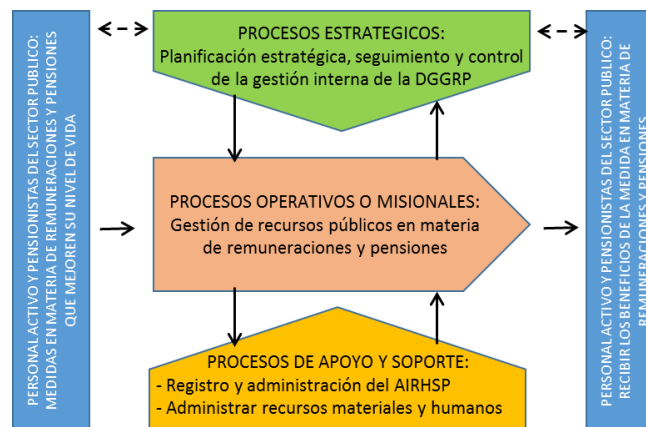 PERSONAL ACTIVO Y PENSIONISTAS DEL SECTOR PUBLICO:
MEDIDAS EN MATERIA DE REMUNERACIONES Y PENSIONES
QUE MEJOREN SU NIVEL DE VIDA
PROCESOS ESTRATEGICOS:
Planificación estratégica, seguimiento y control
de la gestión interna de la DGGRP
PROCESOS OPERATIVOS O MISIONALES:
Gestión de recursos públicos en materia
de remuneraciones y pensiones
PROCESOS DE APOYO Y SOPORTE:
- Registro y administración del AIRHSP
- Administrar recursos materiales y humanos
PERSONAL ACTIVO Y PENSIONISTAS DEL SECTOR PUBLICO:
RECIBIR LOS BENEFICIOS DE LA MEDIDA EN MATERIA DE
REMUNERACIONES Y PENSIONES